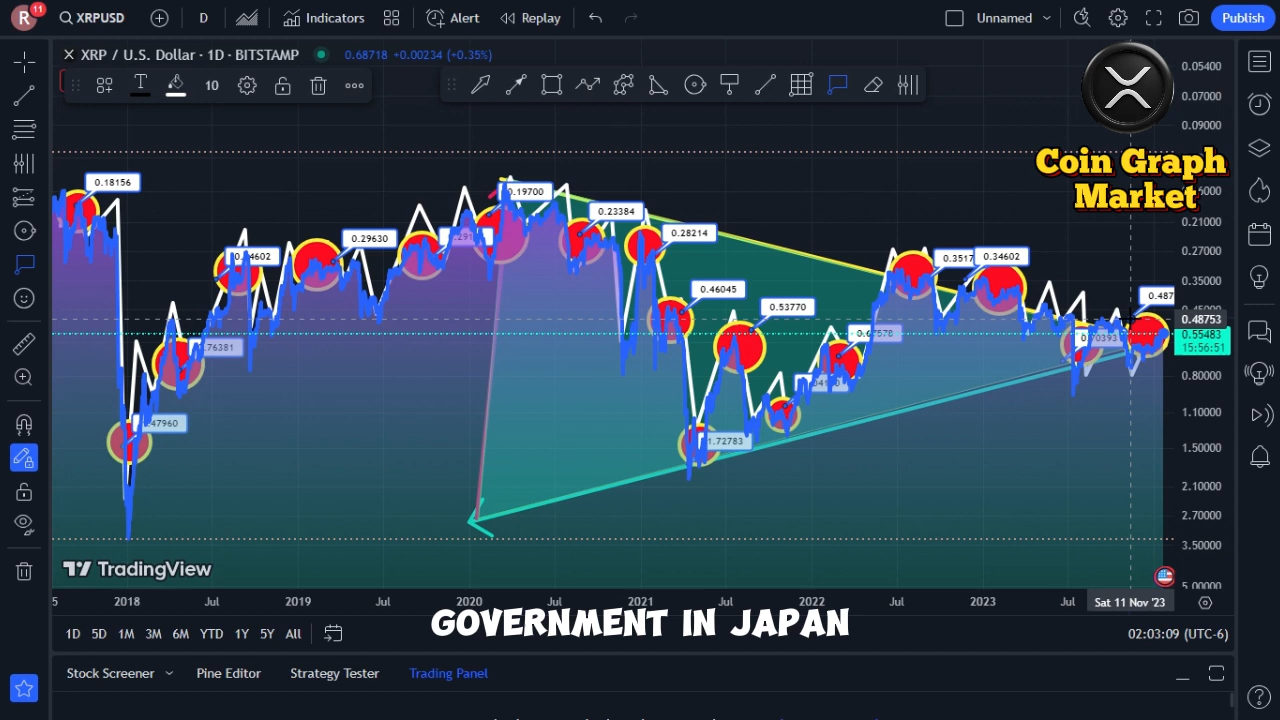 R 11 XRPUSD D Indicators Alert Replay Unnamed Publish
XRP / U.S. Dollar · 1D · BITSTAMP 0.68718 +0.00234 (+0.35%)
10
Coin Graph
Market
0.05400
0.07000
0.09000
0.18156
0.19700
0.23384
0.21000
0.29630
0.28214
0.34602
0.27000
0.46045
0.35000
0.53770
0.48753
0.55483
15:56:51
0.80000
1.10000
1.72783
1.50000
2.10000
2.70000
3.50000
5.00000
TradingView
2018 Jul 2019 Jul 2020 Jul 2021 Jul 2022 Jul 2023 Jul Sat 11 Nov '23
GOVERNMENT IN JAPAN
1D 5D 1M 3M 6M YTD 1Y 5Y All 02:03:09 (UTC-6)
Stock Screener Pine Editor Strategy Tester Trading Panel